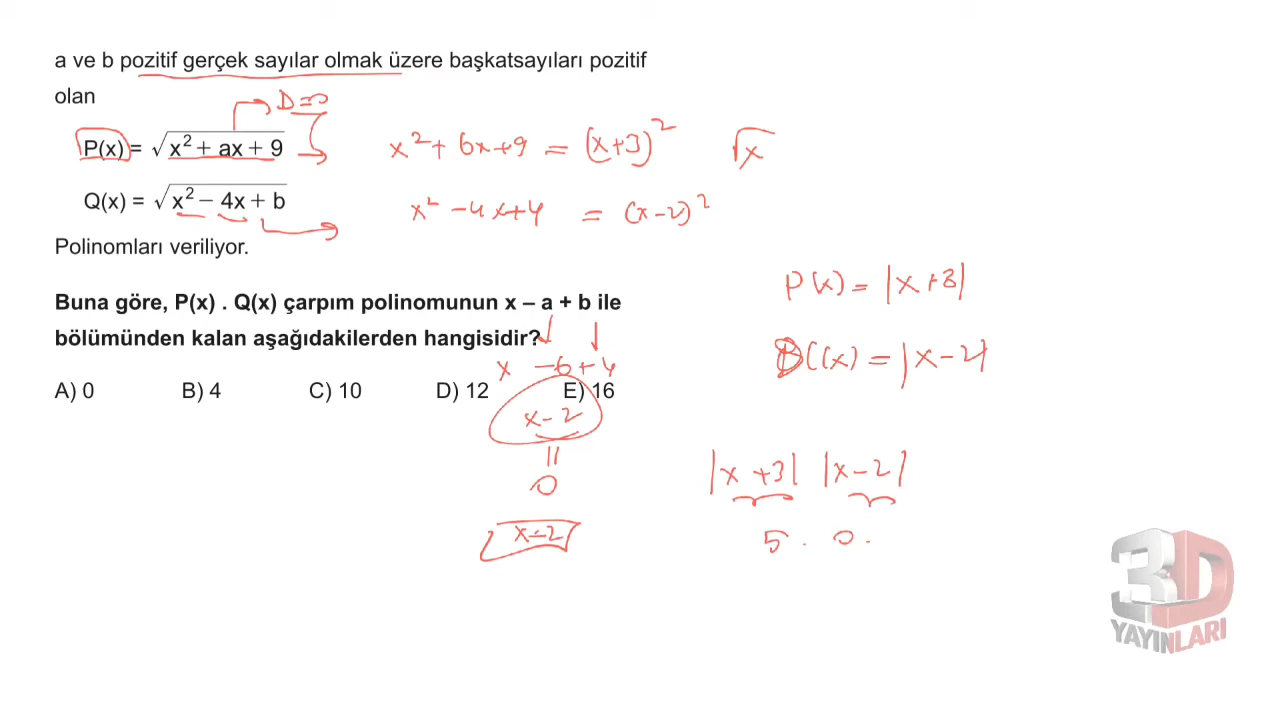 a ve b pozitif gerçek sayılar olmak üzere başkatsayıları pozitif
olan
D=0
P(x) = √x² + ax + 9
x² + 6x + 9 = (x+3)²
√x
Q(x) = √x² – 4x + b
x² – 4x + 4 = (x – 2)²
Polinomları veriliyor.
P(x) = |x + 3|
Buna göre, P(x) . Q(x) çarpım polinomunun x – a + b ile
bölümünden kalan aşağıdakilerden hangisidir?
(x) = |x – 2|
x – 6 + 4
A) 0 B) 4 C) 10 D) 12 E) 16
x – 2
=
0
|x + 3| |x – 2|
x = 2
5 . 0 .
3D
YAYINLARI